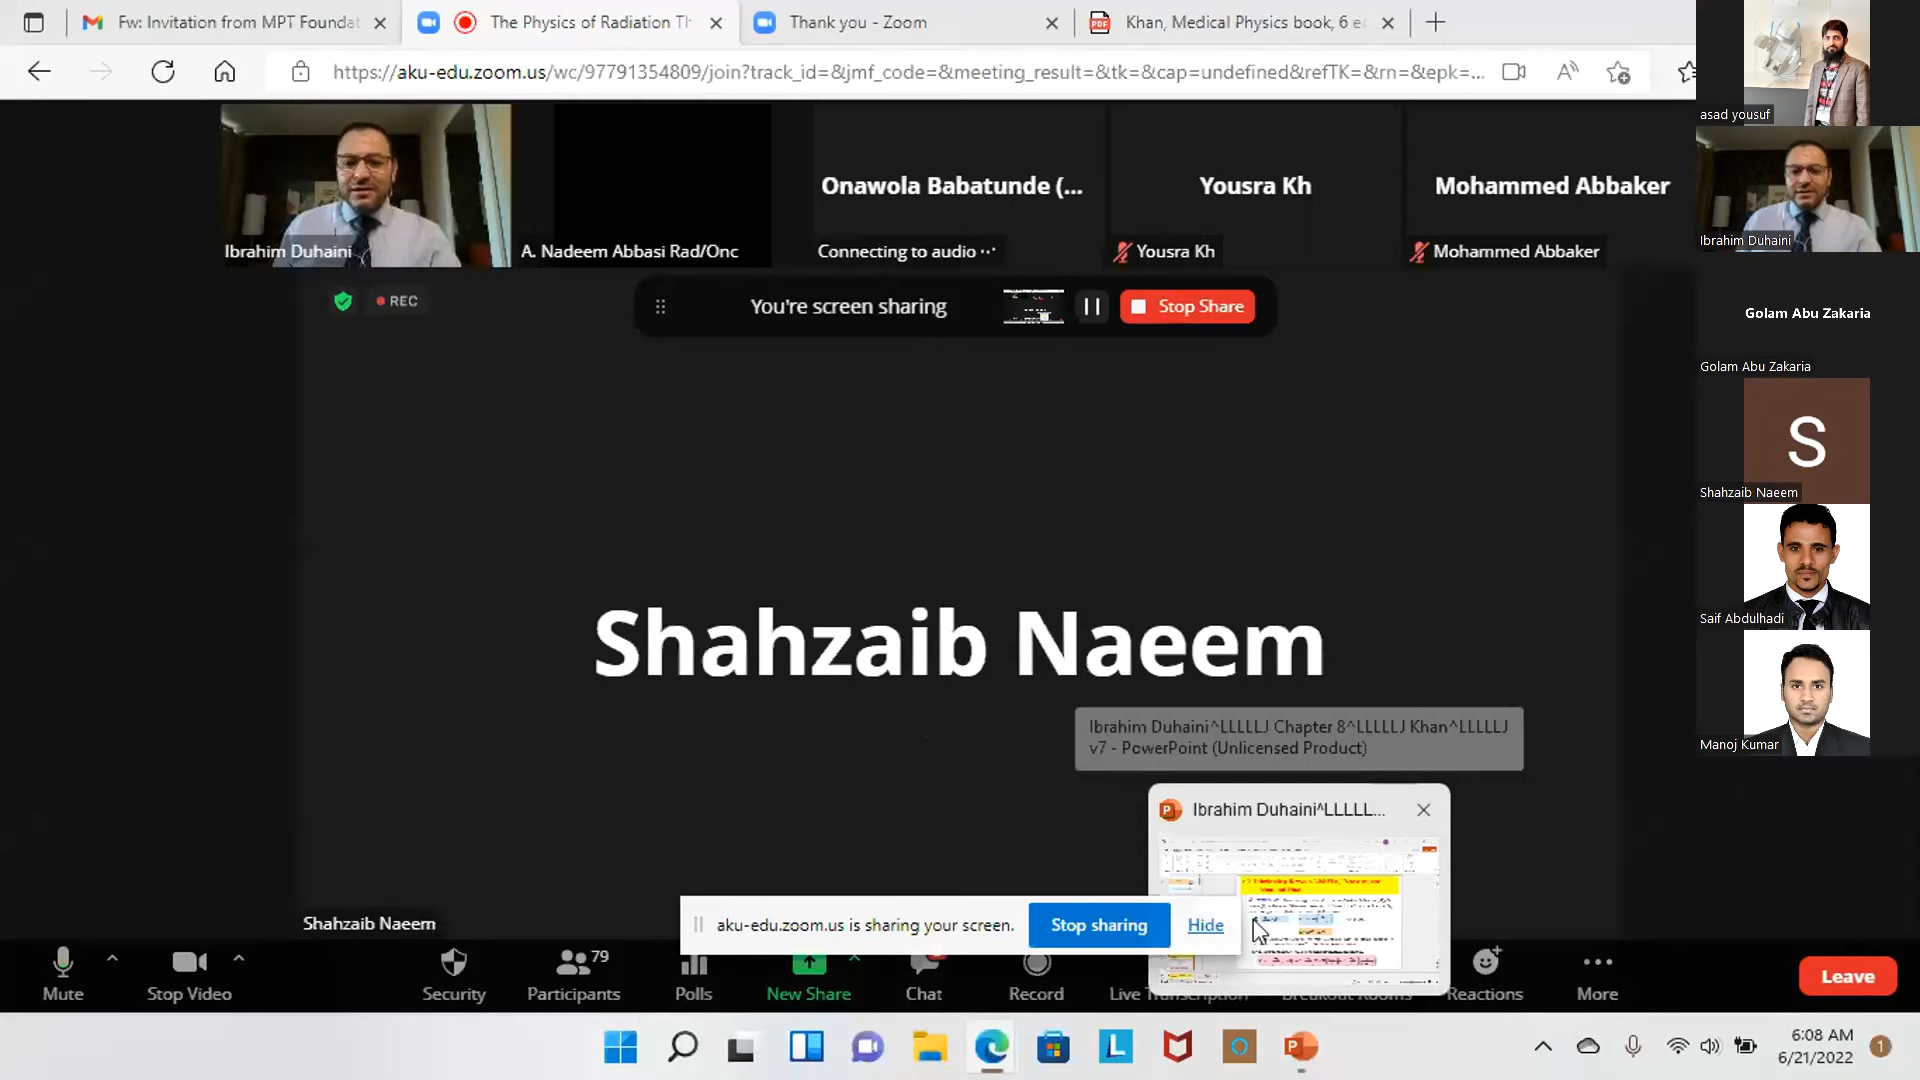 Fw: Invitation from MPT Foundat
The Physics of Radiation Th
Thank you - Zoom
Khan, Medical Physics book, 6 ed
https://aku-edu.zoom.us/wc/97791354809/join?track_id=&jmf_code=&meeting_result=&tk=&cap=undefined&refTK=&rn=&epk=...
asad yousuf
Ibrahim Duhaini
A. Nadeem Abbasi Rad/Onc
Onawola Babatunde (...
Connecting to audio ···
Yousra Kh
Yousra Kh
Mohammed Abbaker
Mohammed Abbaker
Ibrahim Duhaini
REC
You're screen sharing
Stop Share
Golam Abu Zakaria
Golam Abu Zakaria
S
Shahzaib Naeem
Saif Abdulhadi
Manoj Kumar
Shahzaib Naeem
Ibrahim Duhaini^LLLLLJ Chapter 8^LLLLLJ Khan^LLLLLJ
v7 - PowerPoint (Unlicensed Product)
Ibrahim Duhaini^LLLLL...
Shahzaib Naeem
aku-edu.zoom.us is sharing your screen.
Stop sharing
Hide
Mute
Stop Video
Security
Participants
79
Polls
New Share
Chat
Record
Live Transcription
Breakout Rooms
Reactions
More
Leave
6:08 AM
6/21/2022
1